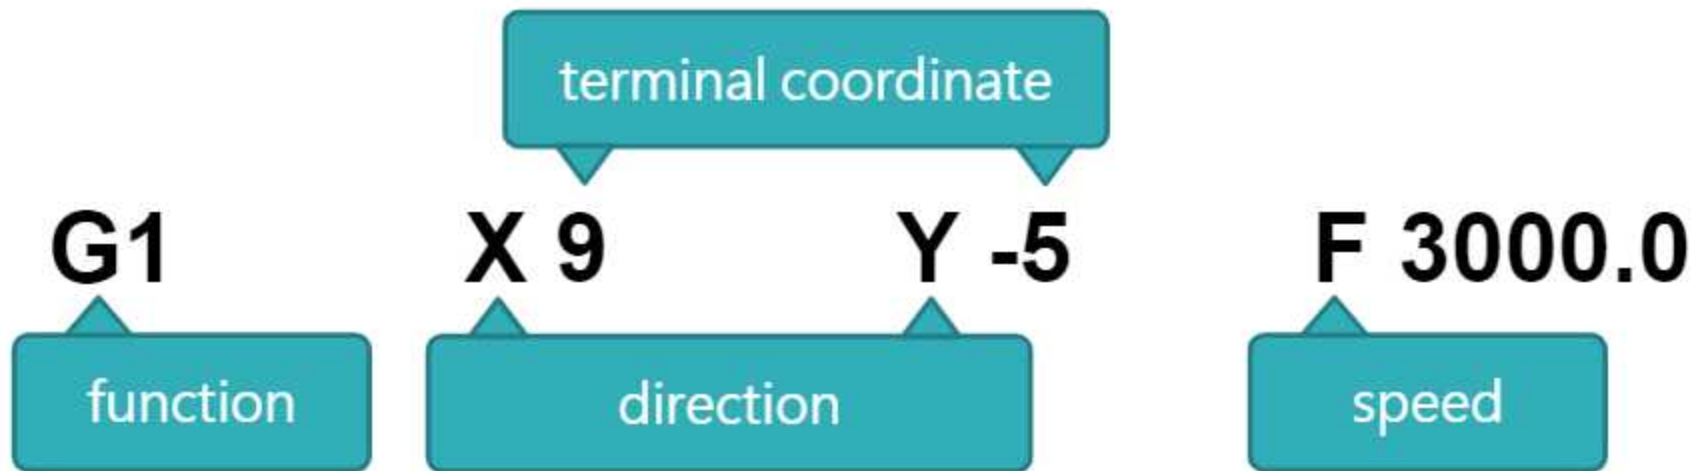 terminal coordinate
G1 X 9 Y -5 F 3000.0
function direction speed